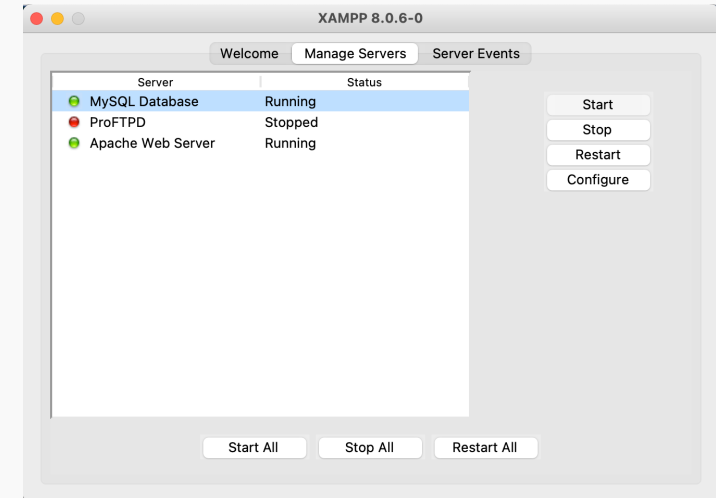 XAMPP 8.0.6-0
Welcome Manage Servers Server Events
Server Status
MySQL Database Running
ProFTPD Stopped
Apache Web Server Running
Start
Stop
Restart
Configure
Start All Stop All Restart All